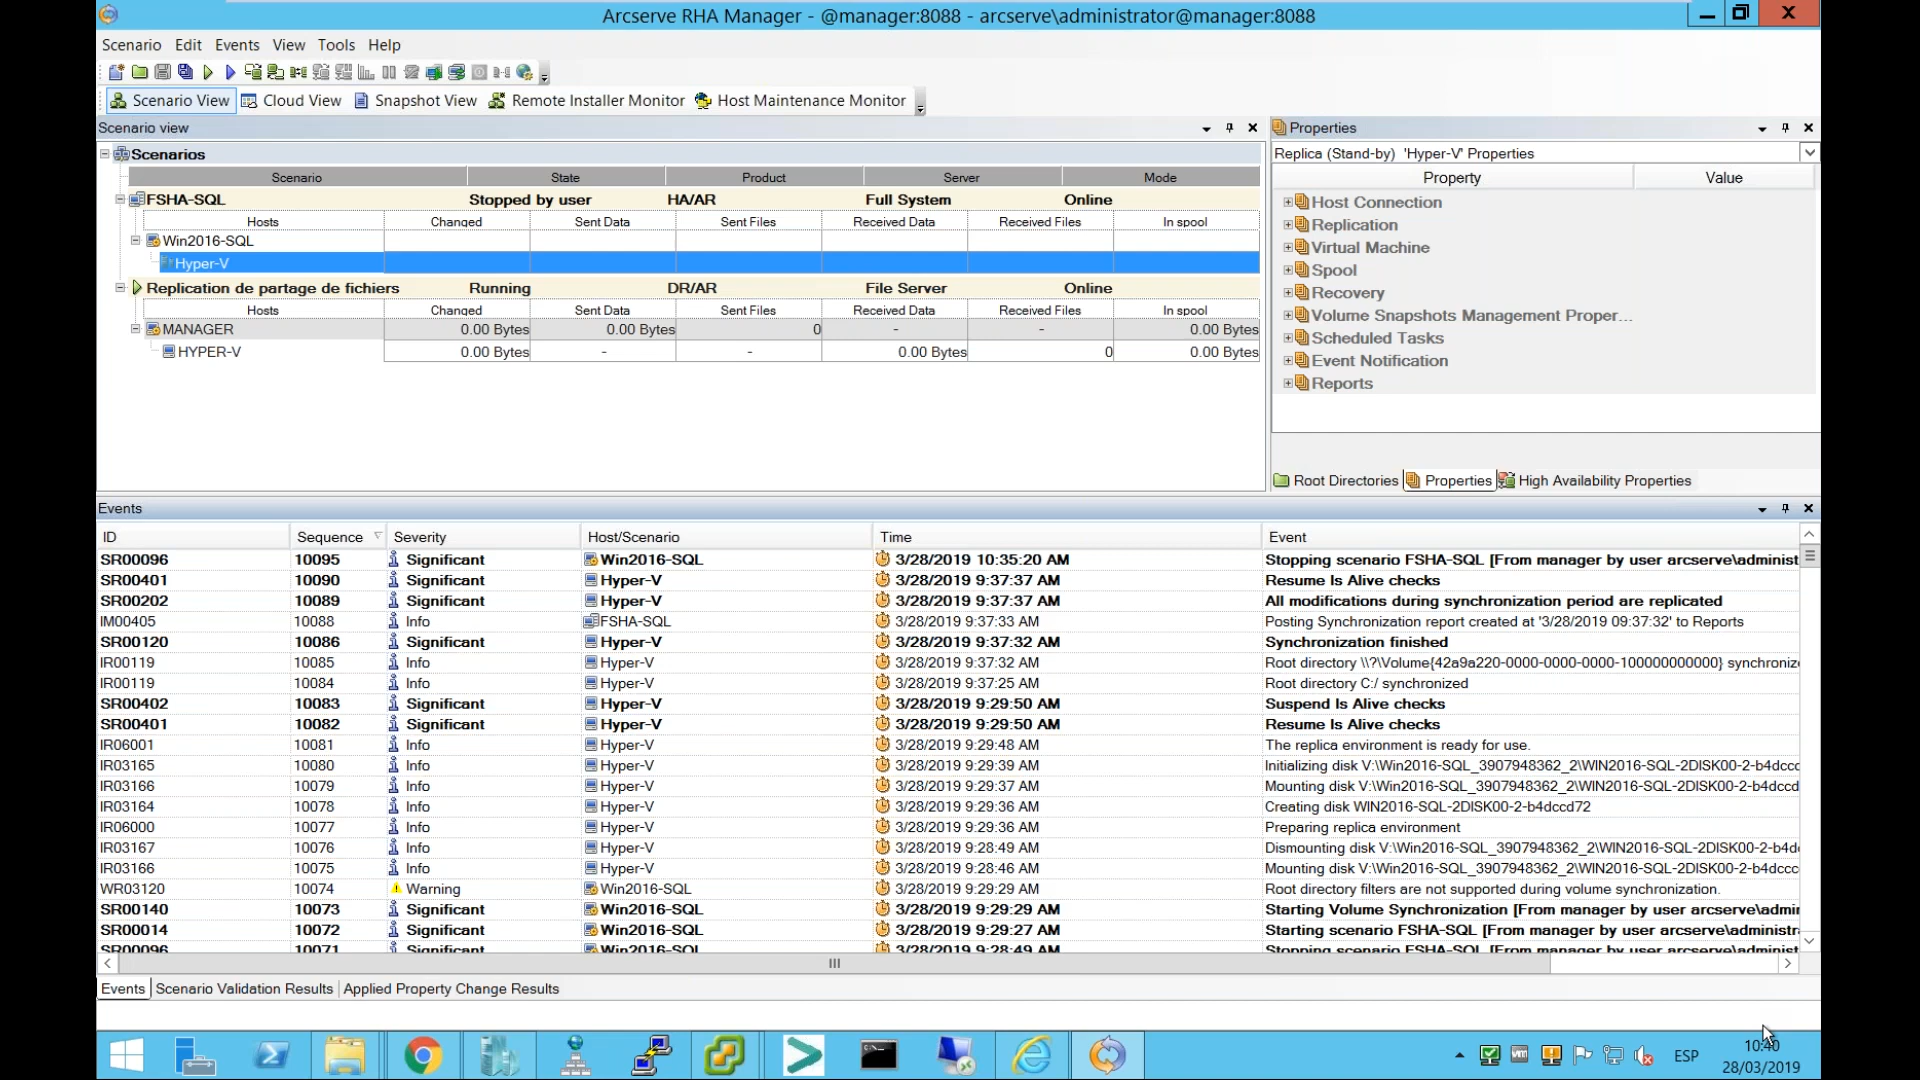 Arcserve RHA Manager - @manager:8088 - arcserve\administrator@manager:8088
Scenario Edit Events View Tools Help
Scenario View Cloud View Snapshot View Remote Installer Monitor Host Maintenance Monitor
Scenario view
Scenarios
Scenario State Product Server Mode
FSHA-SQL Stopped by user HA/AR Full System Online
Hosts Changed Sent Data Sent Files Received Data Received Files In spool
Win2016-SQL
Hyper-V
Replication de partage de fichiers Running DR/AR File Server Online
Hosts Changed Sent Data Sent Files Received Data Received Files In spool
MANAGER 0.00 Bytes 0.00 Bytes 0 - - 0.00 Bytes
HYPER-V 0.00 Bytes - - 0.00 Bytes 0 0.00 Bytes
Properties
Replica (Stand-by) 'Hyper-V' Properties
Property Value
Host Connection
Replication
Virtual Machine
Spool
Recovery
Volume Snapshots Management Proper...
Scheduled Tasks
Event Notification
Reports
Root Directories Properties High Availability Properties
Events
ID Sequence Severity Host/Scenario Time Event
SR00096 10095 Significant Win2016-SQL 3/28/2019 10:35:20 AM Stopping scenario FSHA-SQL [From manager by user arcserve\administ
SR00401 10090 Significant Hyper-V 3/28/2019 9:37:37 AM Resume Is Alive checks
SR00202 10089 Significant Hyper-V 3/28/2019 9:37:37 AM All modifications during synchronization period are replicated
IM00405 10088 Info FSHA-SQL 3/28/2019 9:37:33 AM Posting Synchronization report created at '3/28/2019 09:37:32' to Reports
SR00120 10086 Significant Hyper-V 3/28/2019 9:37:32 AM Synchronization finished
IR00119 10085 Info Hyper-V 3/28/2019 9:37:32 AM Root directory \\?\Volume{42a9a220-0000-0000-0000-100000000000} synchroniz
IR00119 10084 Info Hyper-V 3/28/2019 9:37:25 AM Root directory C:/ synchronized
SR00402 10083 Significant Hyper-V 3/28/2019 9:29:50 AM Suspend Is Alive checks
SR00401 10082 Significant Hyper-V 3/28/2019 9:29:50 AM Resume Is Alive checks
IR06001 10081 Info Hyper-V 3/28/2019 9:29:48 AM The replica environment is ready for use.
IR03165 10080 Info Hyper-V 3/28/2019 9:29:39 AM Initializing disk V:\Win2016-SQL_3907948362_2\WIN2016-SQL-2DISK00-2-b4dccc
IR03166 10079 Info Hyper-V 3/28/2019 9:29:37 AM Mounting disk V:\Win2016-SQL_3907948362_2\WIN2016-SQL-2DISK00-2-b4dccd
IR03164 10078 Info Hyper-V 3/28/2019 9:29:36 AM Creating disk WIN2016-SQL-2DISK00-2-b4dccd72
IR06000 10077 Info Hyper-V 3/28/2019 9:29:36 AM Preparing replica environment
IR03167 10076 Info Hyper-V 3/28/2019 9:28:49 AM Dismounting disk V:\Win2016-SQL_3907948362_2\WIN2016-SQL-2DISK00-2-b4d
IR03166 10075 Info Hyper-V 3/28/2019 9:28:46 AM Mounting disk V:\Win2016-SQL_3907948362_2\WIN2016-SQL-2DISK00-2-b4dccc
WR03120 10074 Warning Win2016-SQL 3/28/2019 9:29:29 AM Root directory filters are not supported during volume synchronization.
SR00140 10073 Significant Win2016-SQL 3/28/2019 9:29:29 AM Starting Volume Synchronization [From manager by user arcserve\admi
SR00014 10072 Significant Win2016-SQL 3/28/2019 9:29:27 AM Starting scenario FSHA-SQL [From manager by user arcserve\administr
SR00096 10071 Significant Win2016-SQL 3/28/2019 9:28:49 AM Stopping scenario FSHA-SQL [From manager by user arcserve\administ
Events Scenario Validation Results Applied Property Change Results
ESP
10:40
28/03/2019